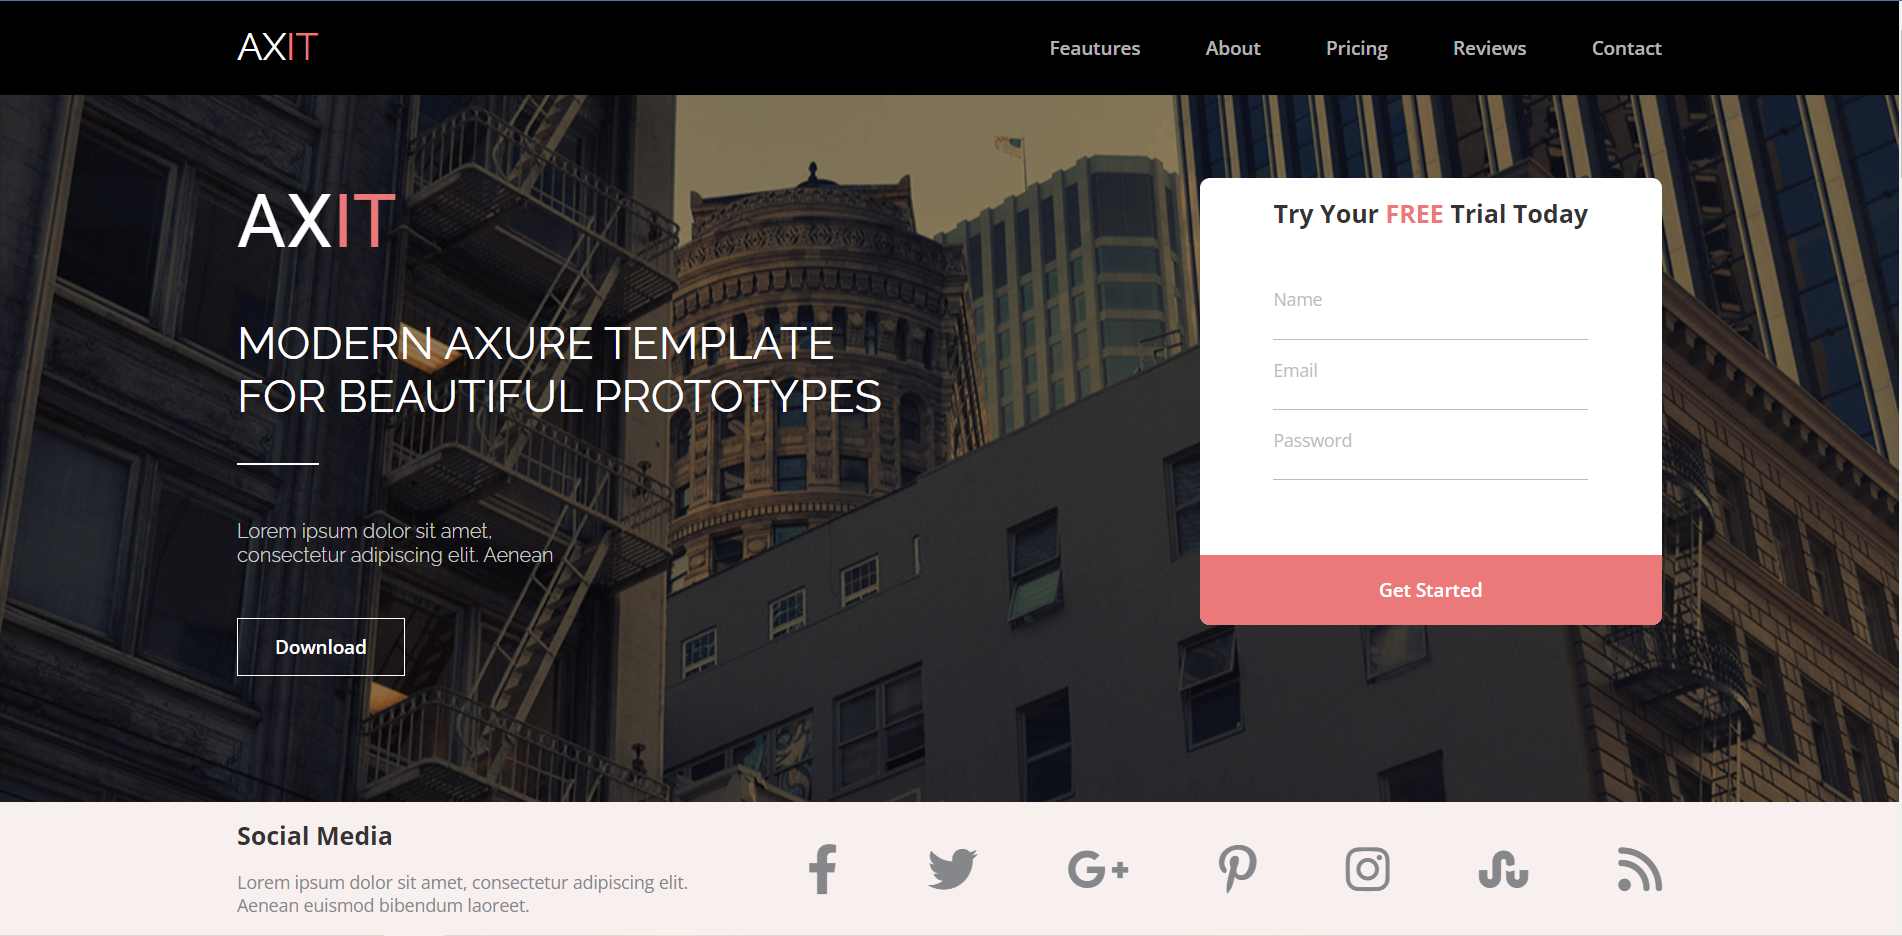 AXIT
Feautures
About
Pricing
Reviews
Contact
AXIT
MODERN AXURE TEMPLATE
FOR BEAUTIFUL PROTOTYPES
Lorem ipsum dolor sit amet,
consectetur adipiscing elit. Aenean
Download
Try Your FREE Trial Today
Name
Email
Password
Get Started
Social Media
Lorem ipsum dolor sit amet, consectetur adipiscing elit.
Aenean euismod bibendum laoreet.